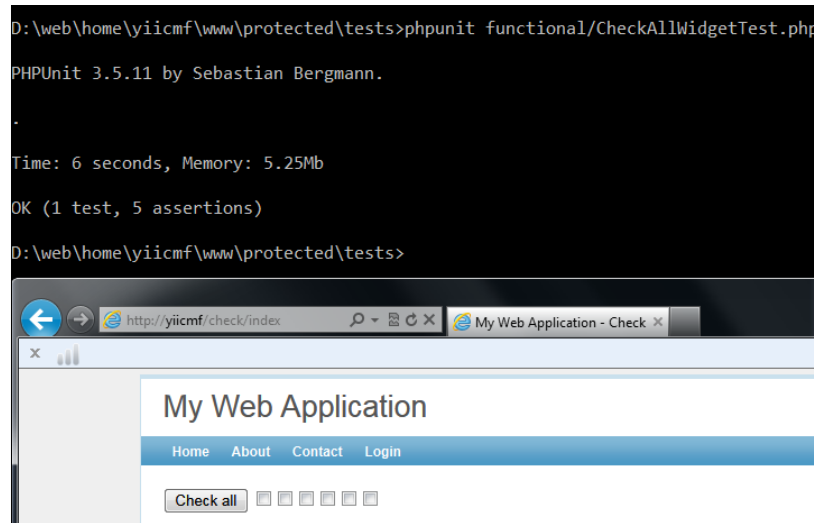 D:\web\home\yiicmf\www\protected\tests>phpunit functional/CheckAllWidgetTest.php
PHPUnit 3.5.11 by Sebastian Bergmann.
.
Time: 6 seconds, Memory: 5.25Mb
OK (1 test, 5 assertions)
D:\web\home\yiicmf\www\protected\tests>
http://yiicmf/check/index My Web Application - Check
My Web Application
Home About Contact Login
Check all